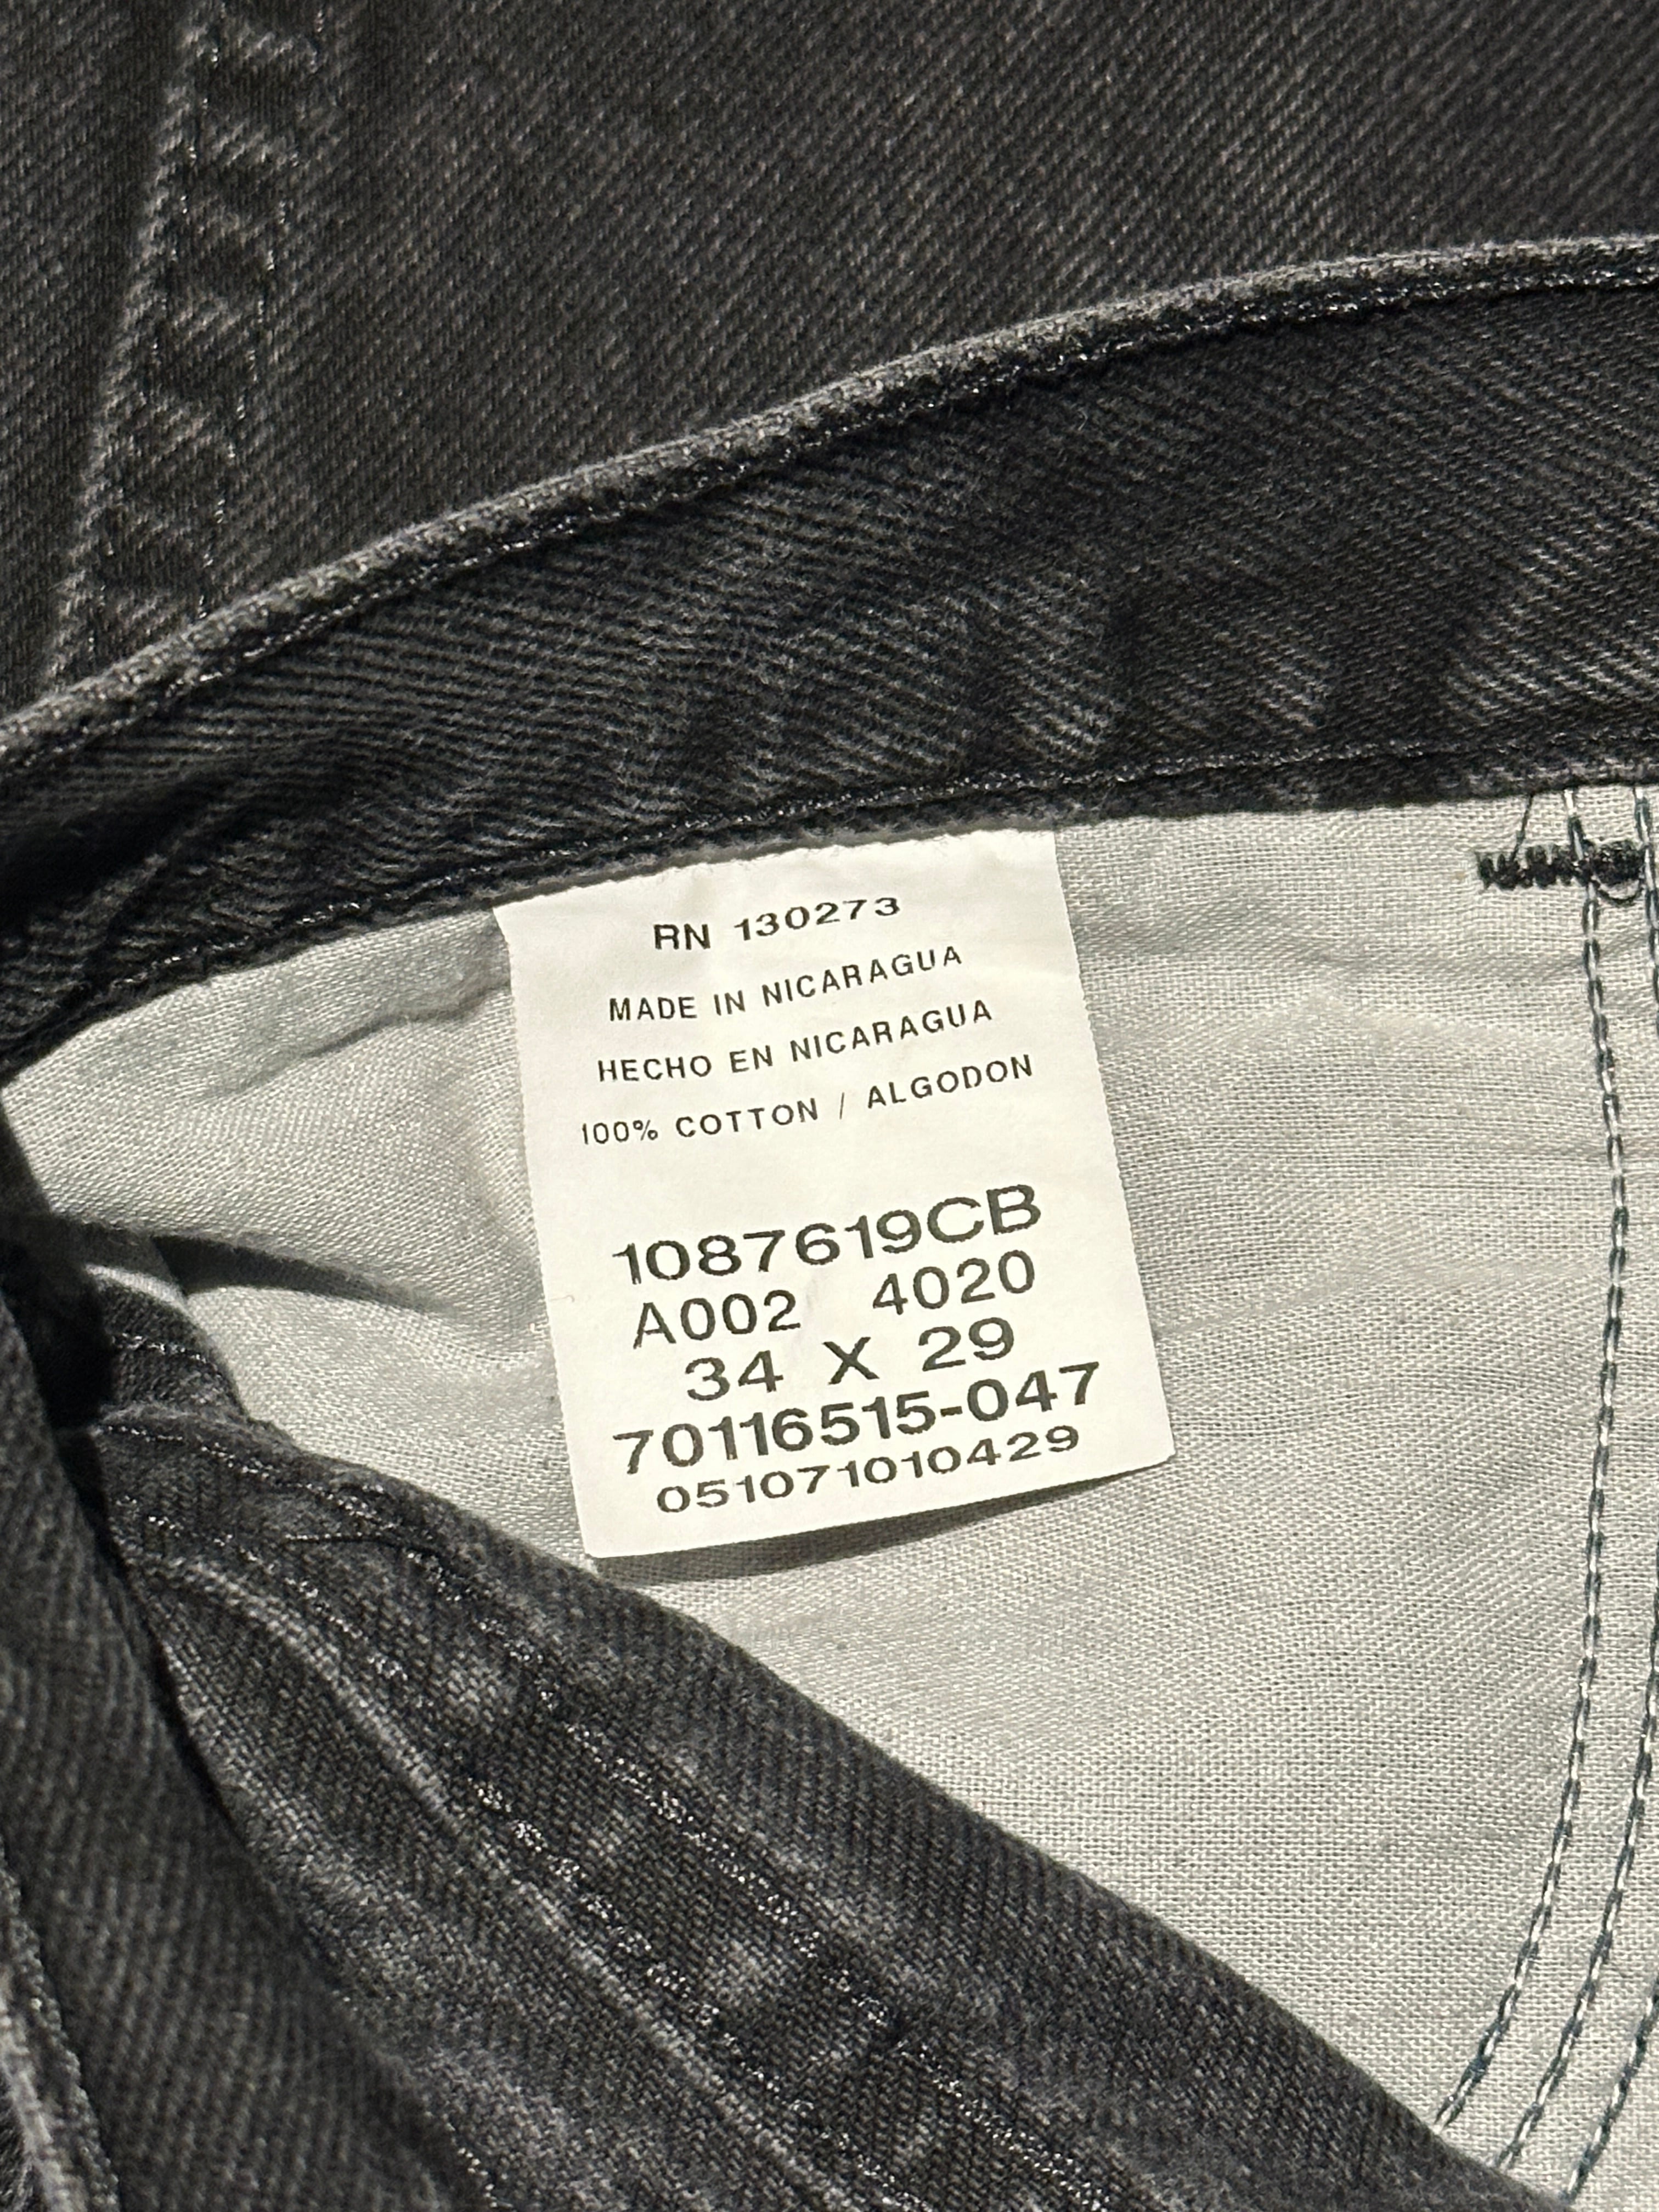 RN 130273
MADE IN NICARAGUA
HECHO EN NICARAGUA
100% COTTON / ALGODON
1087619CB
A002 4020
34 X 29
70116515-047
051071010429